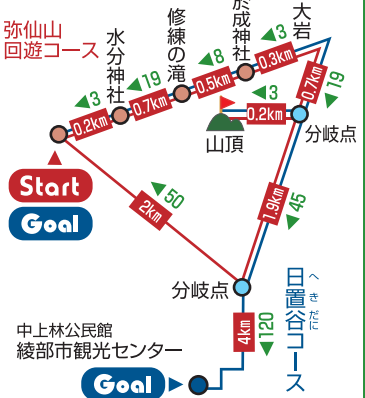 弥仙山
回遊コース
水分神社
修練の滝
於成神社
大岩
3
0.3km
8
0.5km
19
0.7km
3
0.2km
0.7km
19
3
0.2km
山頂
分岐点
Start
Goal
50
2km
1.9km
45
分岐点
4km
120
日置谷コース
へきだに
中上林公民館
綾部市観光センター
Goal